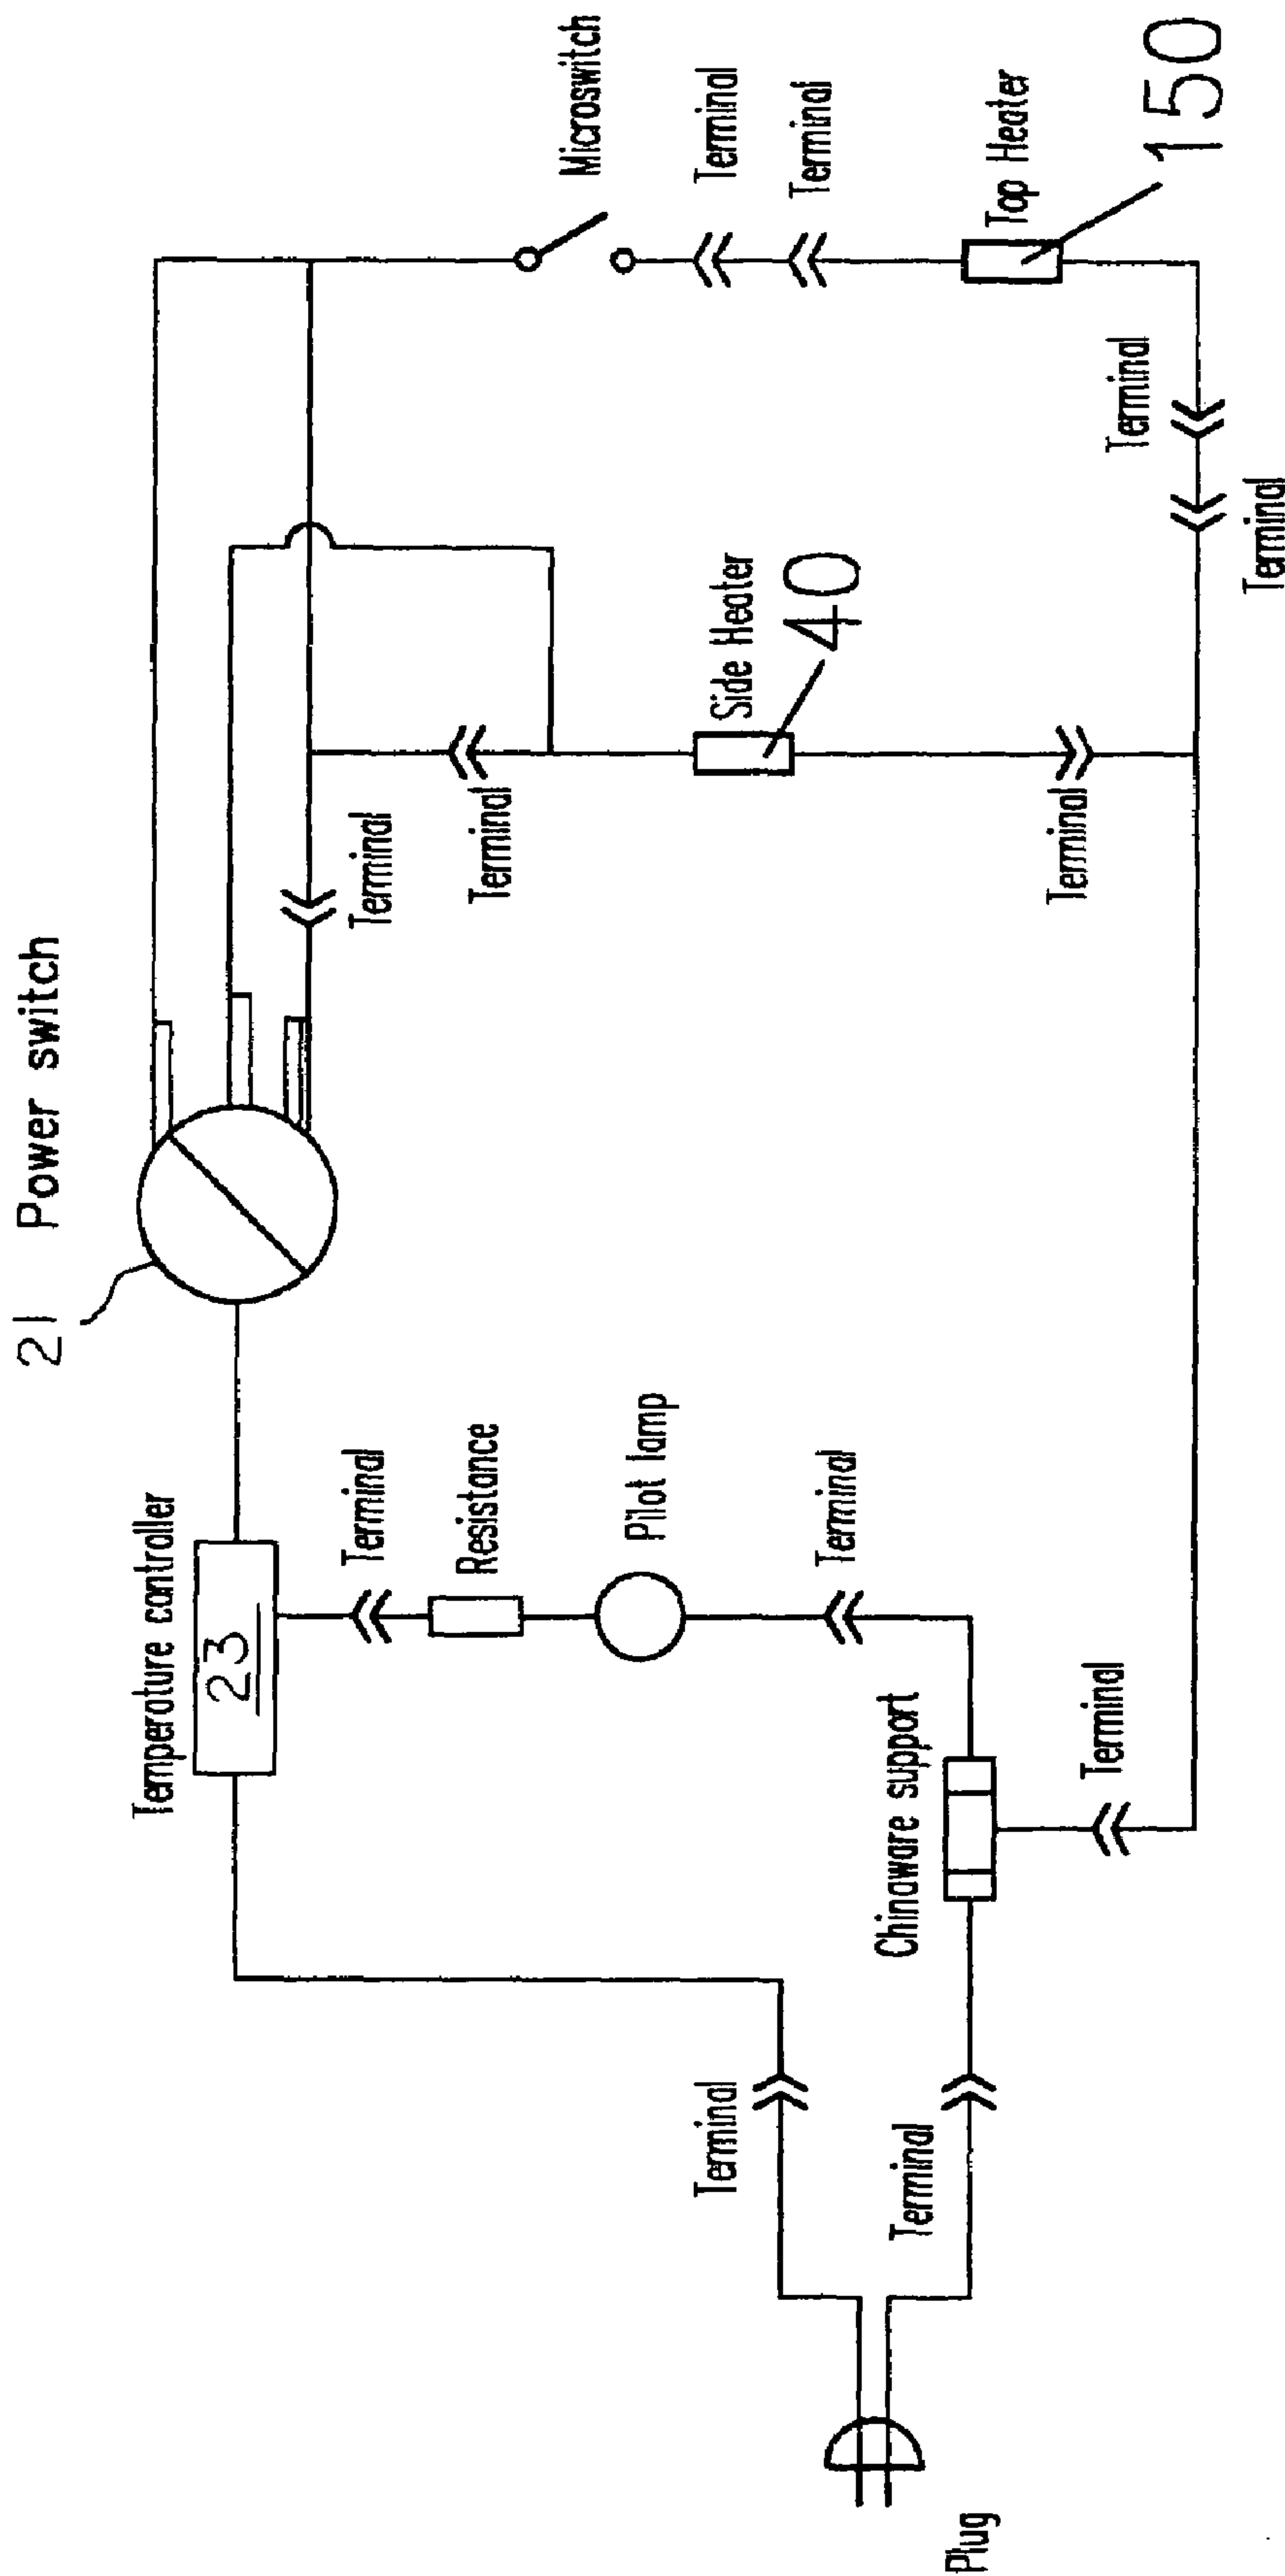 21 Power switch
Temperature controller
23
Terminal
Resistance
Pilot lamp
Terminal
Chinaware support
Terminal
Terminal
Terminal
Plug
Terminal
Terminal
Side Heater
40
Terminal
Microswitch
Terminal
Terminal
Top Heater
150
Terminal
Terminal